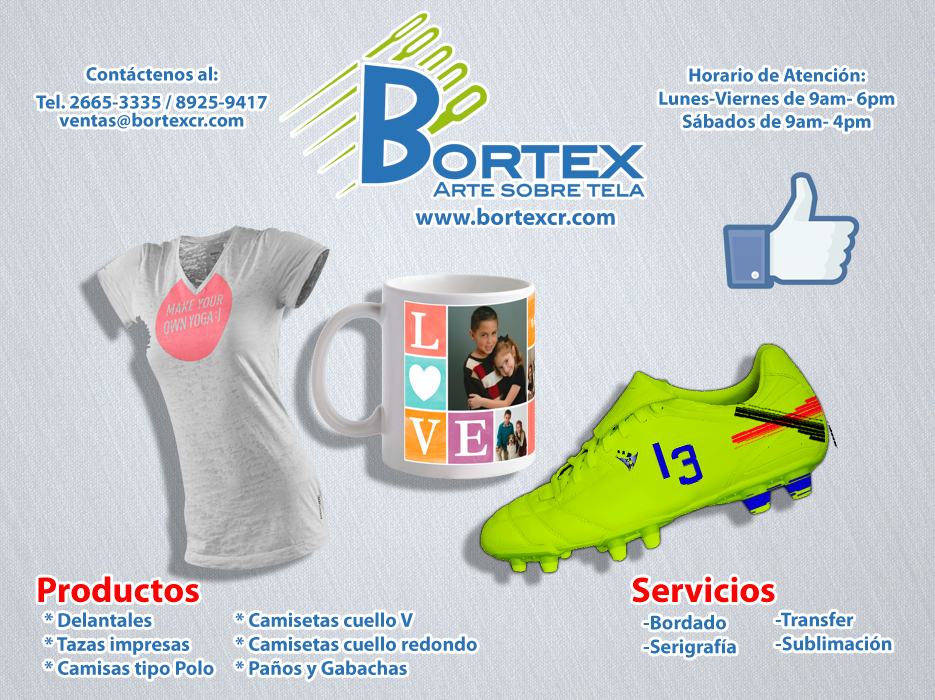 Contáctenos al:
Tel. 2665-3335 / 8925-9417
ventas@bortexcr.com
BORTEX
ARTE SOBRE TELA
www.bortexcr.com
Horario de Atención:
Lunes-Viernes de 9am- 6pm
Sábados de 9am- 4pm
MAKE YOUR
OWN YOGA :)
L
VE
13
Productos
* Delantales
* Tazas impresas
* Camisas tipo Polo
* Camisetas cuello V
* Camisetas cuello redondo
* Paños y Gabachas
Servicios
-Bordado
-Serigrafía
-Transfer
-Sublimación